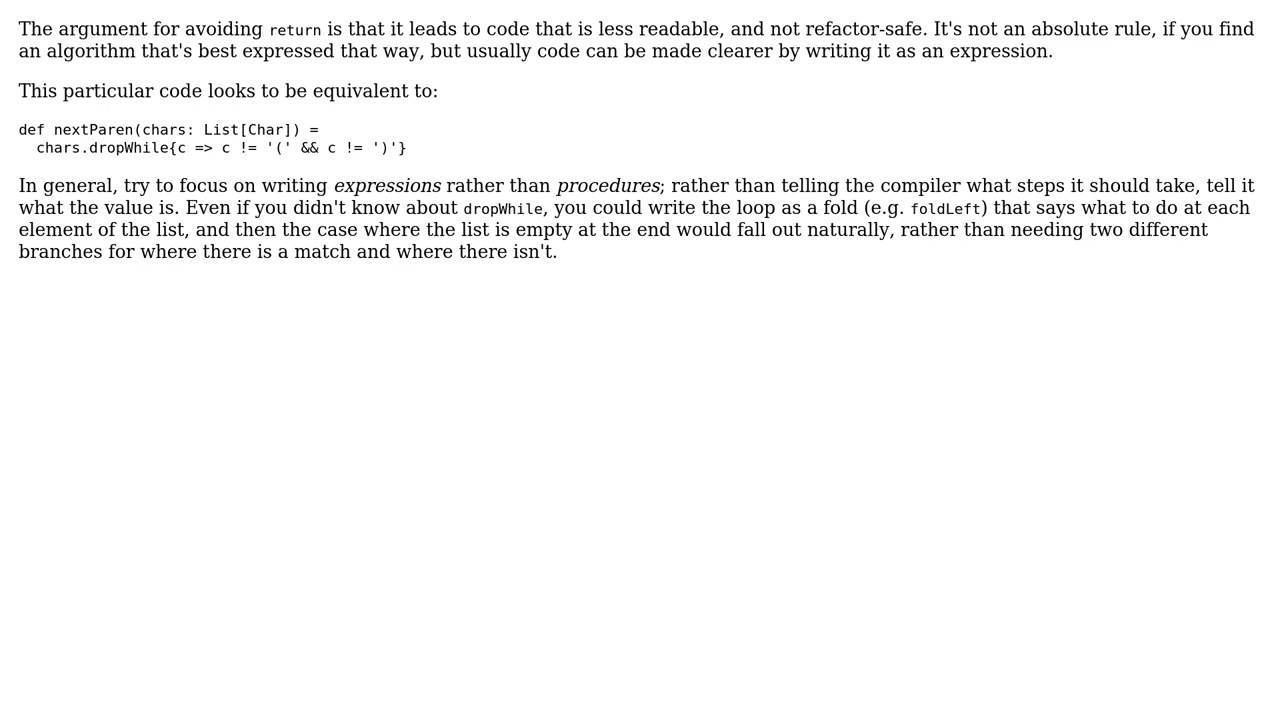 The argument for avoiding return is that it leads to code that is less readable, and not refactor-safe. It's not an absolute rule, if you find
an algorithm that's best expressed that way, but usually code can be made clearer by writing it as an expression.
This particular code looks to be equivalent to:
def nextParen(chars: List[Char]) =
  chars.dropWhile{c => c != '(' && c != ')'}
In general, try to focus on writing expressions rather than procedures; rather than telling the compiler what steps it should take, tell it
what the value is. Even if you didn't know about dropWhile, you could write the loop as a fold (e.g. foldLeft) that says what to do at each
element of the list, and then the case where the list is empty at the end would fall out naturally, rather than needing two different
branches for where there is a match and where there isn't.